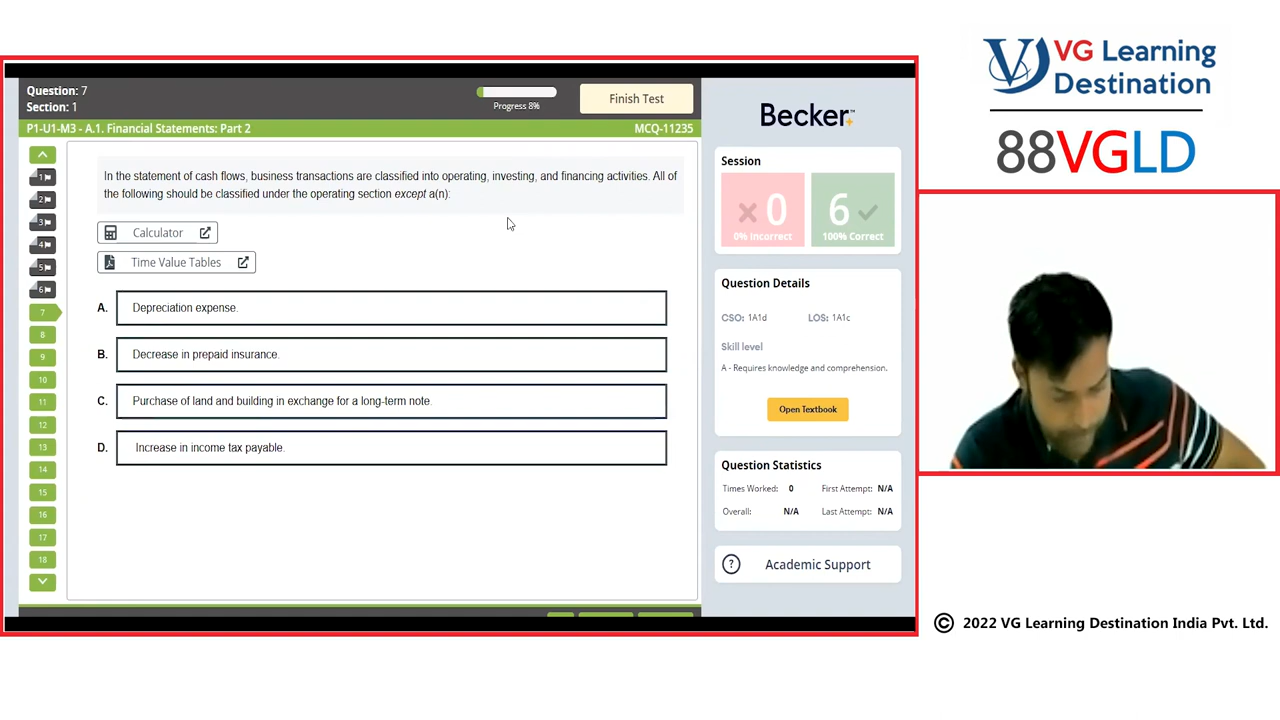 Question: 7
Section: 1
Progress 8%
Finish Test
P1-U1-M3 - A.1. Financial Statements: Part 2
MCQ-11235
1
2
3
4
5
6
7
8
9
10
11
12
13
14
15
16
17
18
In the statement of cash flows, business transactions are classified into operating, investing, and financing activities. All of
the following should be classified under the operating section except a(n):
Calculator
Time Value Tables
A. Depreciation expense.
B. Decrease in prepaid insurance.
C. Purchase of land and building in exchange for a long-term note.
D. Increase in income tax payable.
Becker
Session
0
0% Incorrect
6
100% Correct
Question Details
CSO: 1A1d LOS: 1A1c
Skill level
A - Requires knowledge and comprehension.
Open Textbook
Question Statistics
Times Worked: 0 First Attempt: N/A
Overall: N/A Last Attempt: N/A
? Academic Support
VG Learning
Destination
88VGLD
© 2022 VG Learning Destination India Pvt. Ltd.